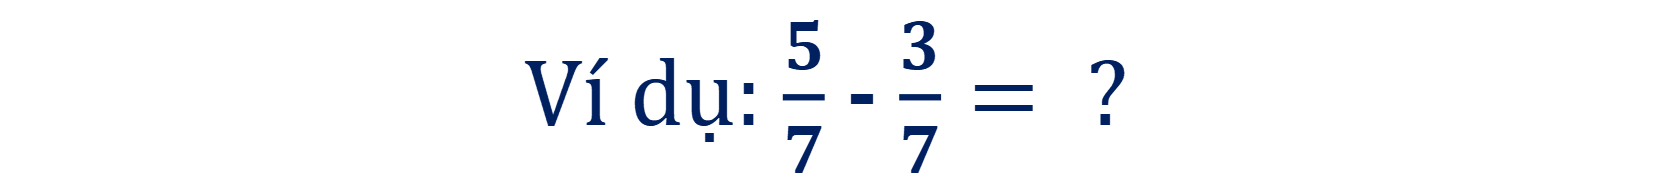 Ví dụ: 5/7 - 3/7 = ?